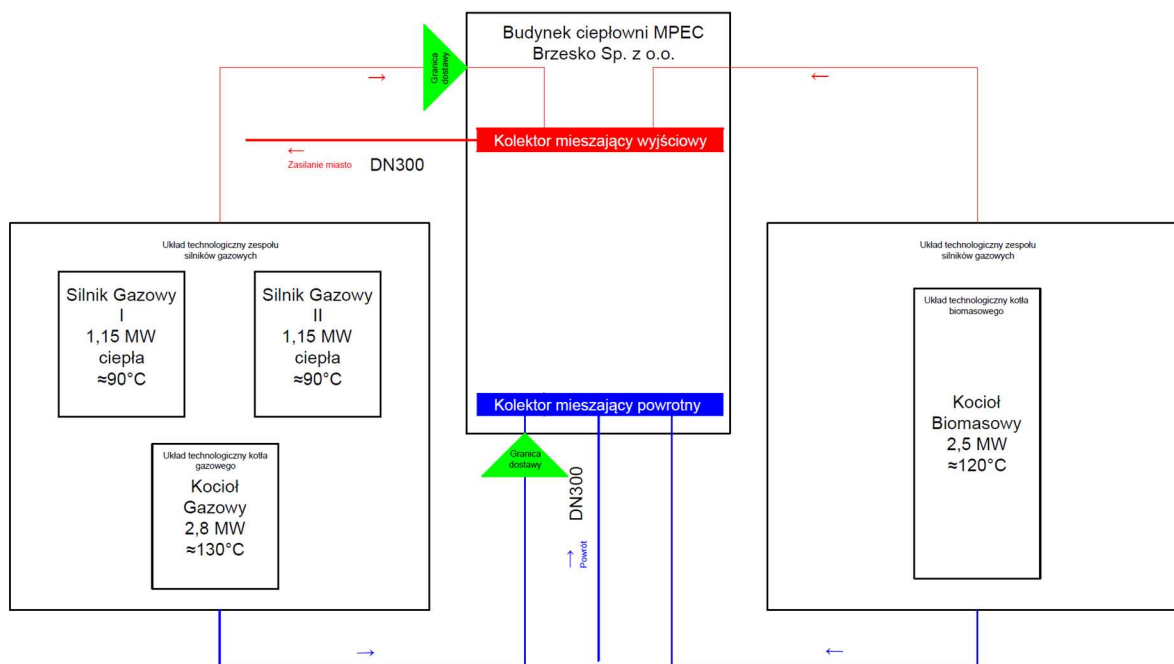 Budynek ciepłowni MPEC
Brzesko Sp. z o.o.
Granica
dostawy
Kolektor mieszający wyjściowy
Zasilanie miasto
DN300
Układ technologiczny zespołu
silników gazowych
Silnik Gazowy
I
1,15 MW
ciepła
≈90°C
Silnik Gazowy
II
1,15 MW
ciepła
≈90°C
Układ technologiczny kotła
gazowego
Kocioł
Gazowy
2,8 MW
≈130°C
Kolektor mieszający powrotny
Granica
dostawy
DN300
Powrót
Układ technologiczny zespołu
silników gazowych
Układ technologiczny kotła
biomasowego
Kocioł
Biomasowy
2,5 MW
≈120°C